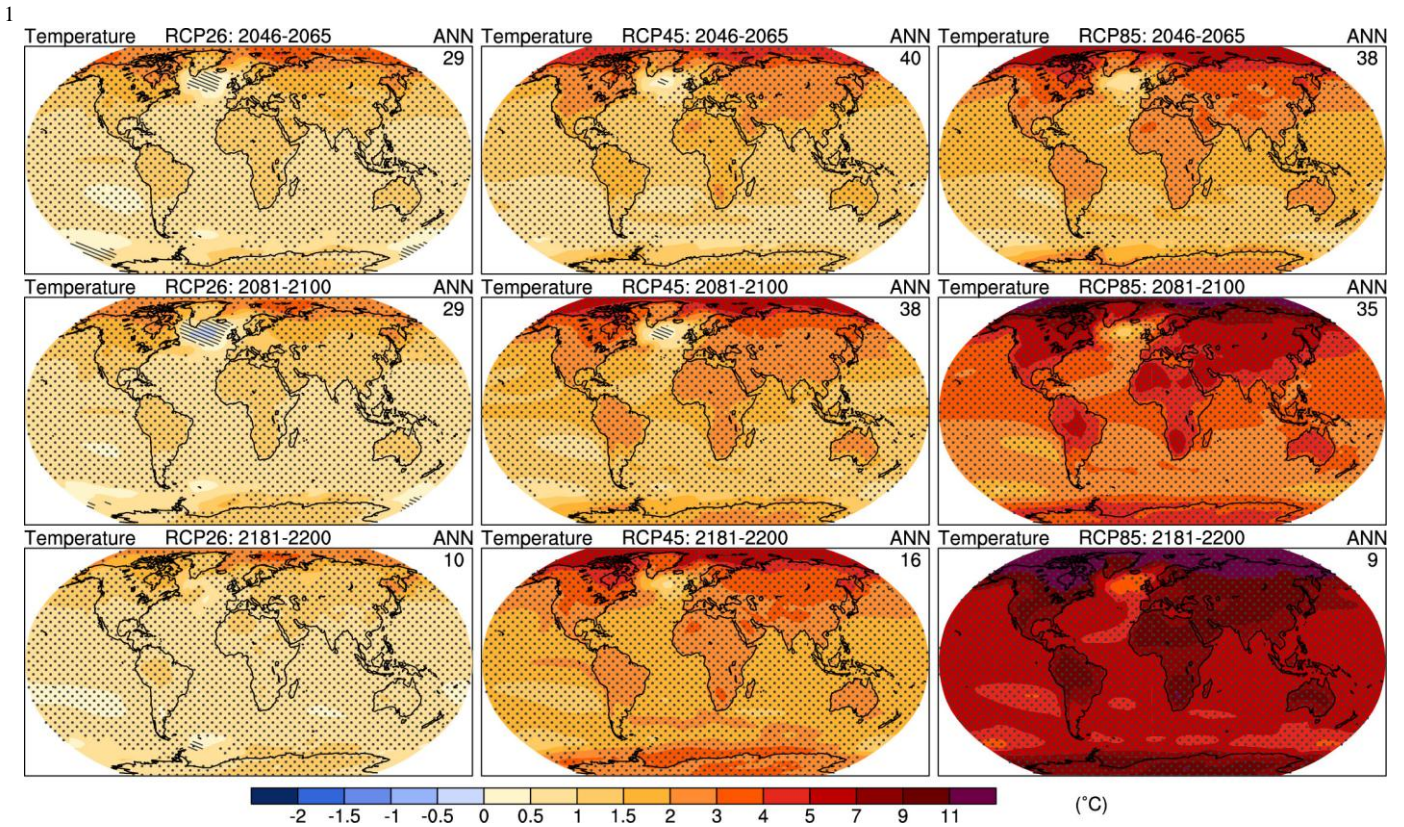 1
Temperature RCP26: 2046-2065 ANN
29
Temperature RCP45: 2046-2065 ANN
40
Temperature RCP85: 2046-2065 ANN
38
Temperature RCP26: 2081-2100 ANN
29
Temperature RCP45: 2081-2100 ANN
38
Temperature RCP85: 2081-2100 ANN
35
Temperature RCP26: 2181-2200 ANN
10
Temperature RCP45: 2181-2200 ANN
16
Temperature RCP85: 2181-2200 ANN
9
-2 -1.5 -1 -0.5 0 0.5 1 1.5 2 3 4 5 7 9 11 (°C)